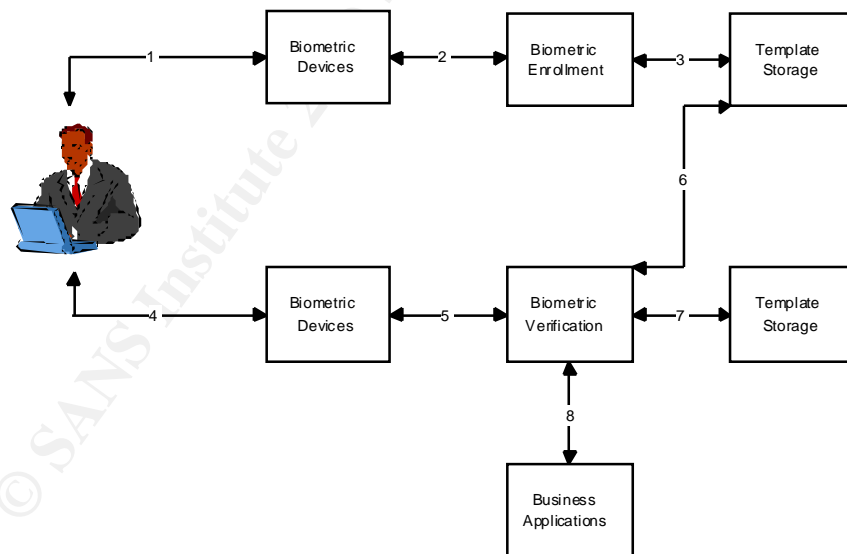 1
Biometric
Devices
2
Biometric
Enrollment
3
Template
Storage
6
4
Biometric
Devices
5
Biometric
Verification
7
Template
Storage
8
Business
Applications
© SANS Institute 2